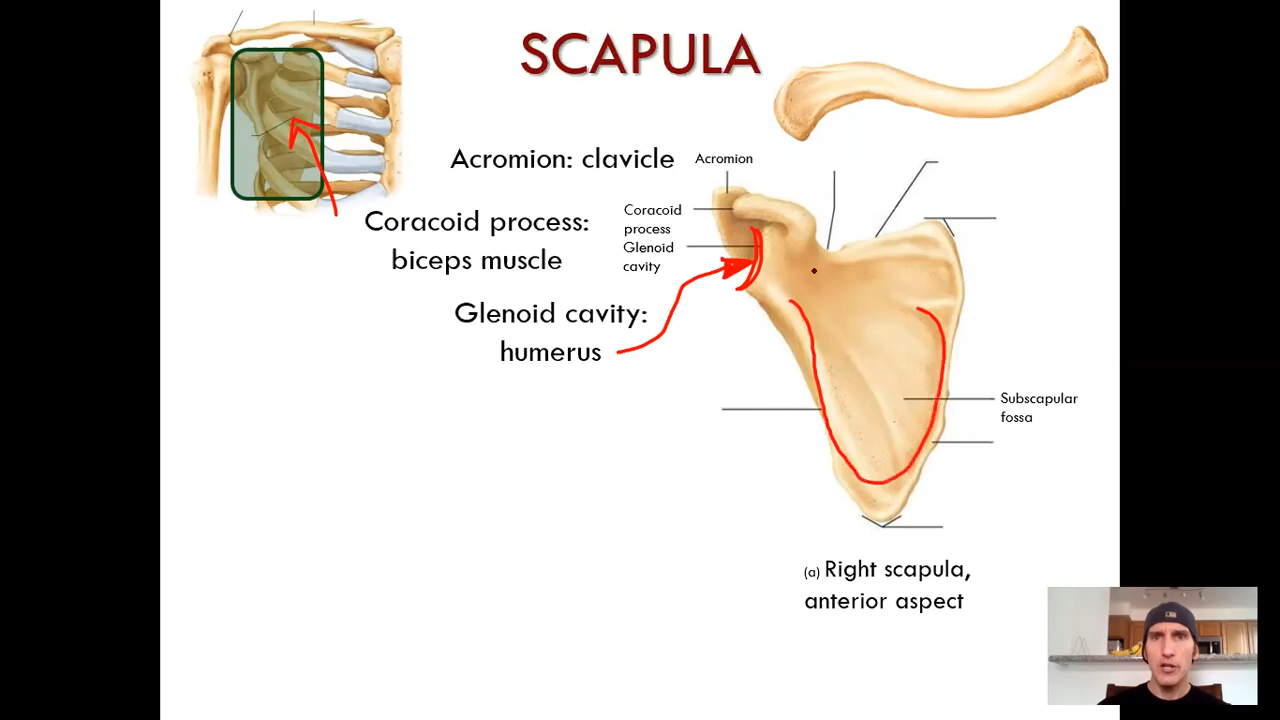 SCAPULA
Acromion: clavicle
Acromion
Coracoid process:
biceps muscle
Coracoid
process
Glenoid
cavity
Glenoid cavity:
humerus
Subscapular
fossa
(a) Right scapula,
anterior aspect